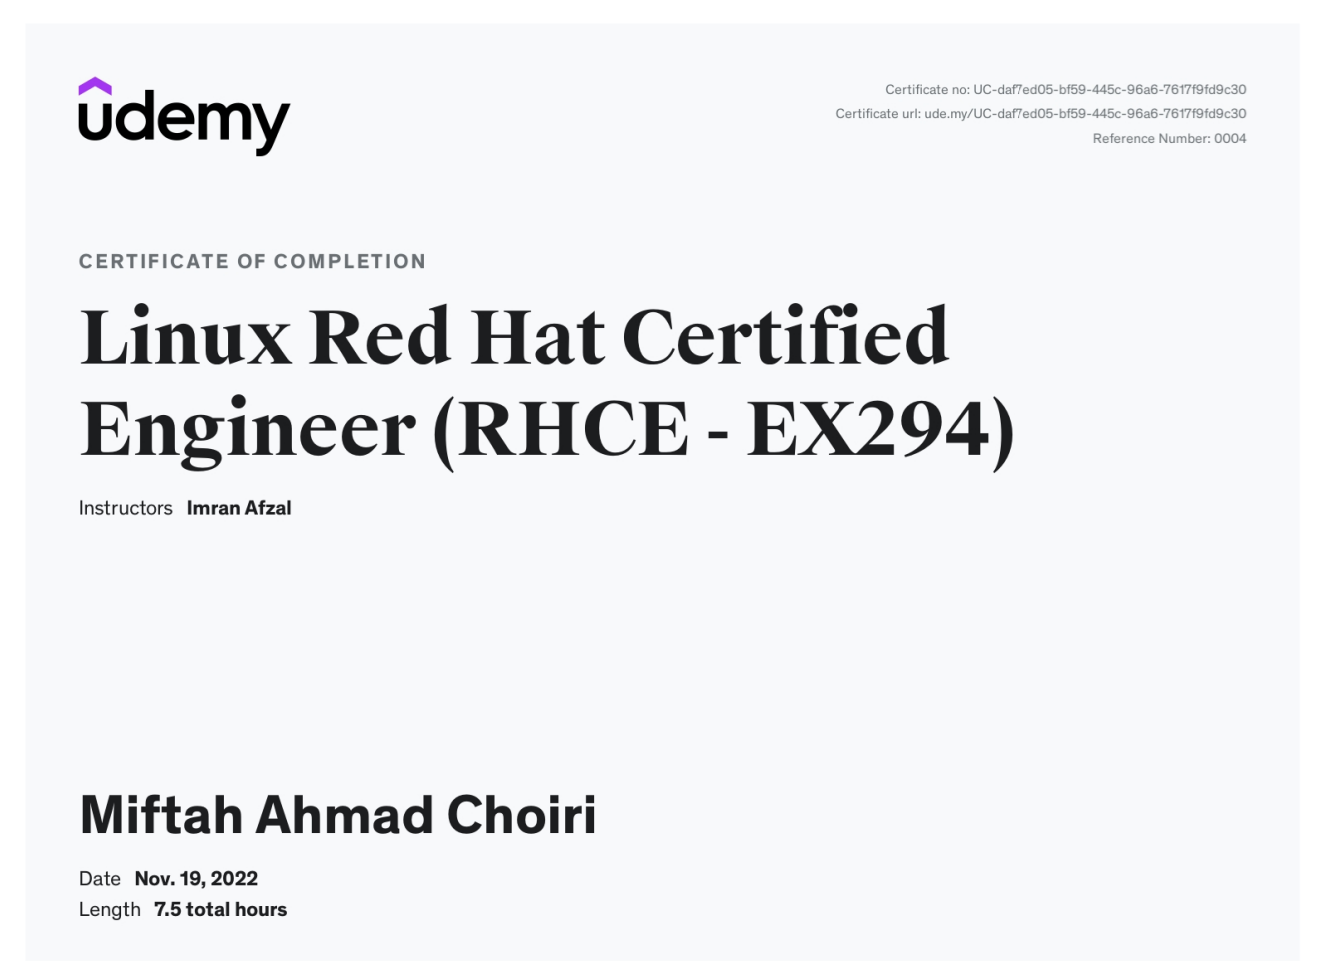 udemy
Certificate no: UC-daf7ed05-bf59-445c-96a6-7617f9fd9c30
Certificate url: ude.my/UC-daf7ed05-bf59-445c-96a6-7617f9fd9c30
Reference Number: 0004
CERTIFICATE OF COMPLETION
Linux Red Hat Certified
Engineer (RHCE - EX294)
Instructors Imran Afzal
Miftah Ahmad Choiri
Date Nov. 19, 2022
Length 7.5 total hours